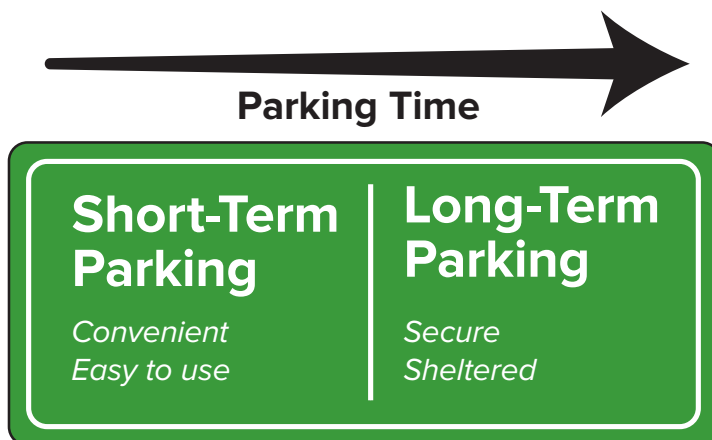 Parking Time
Short-Term
Parking
Convenient
Easy to use
Long-Term
Parking
Secure
Sheltered